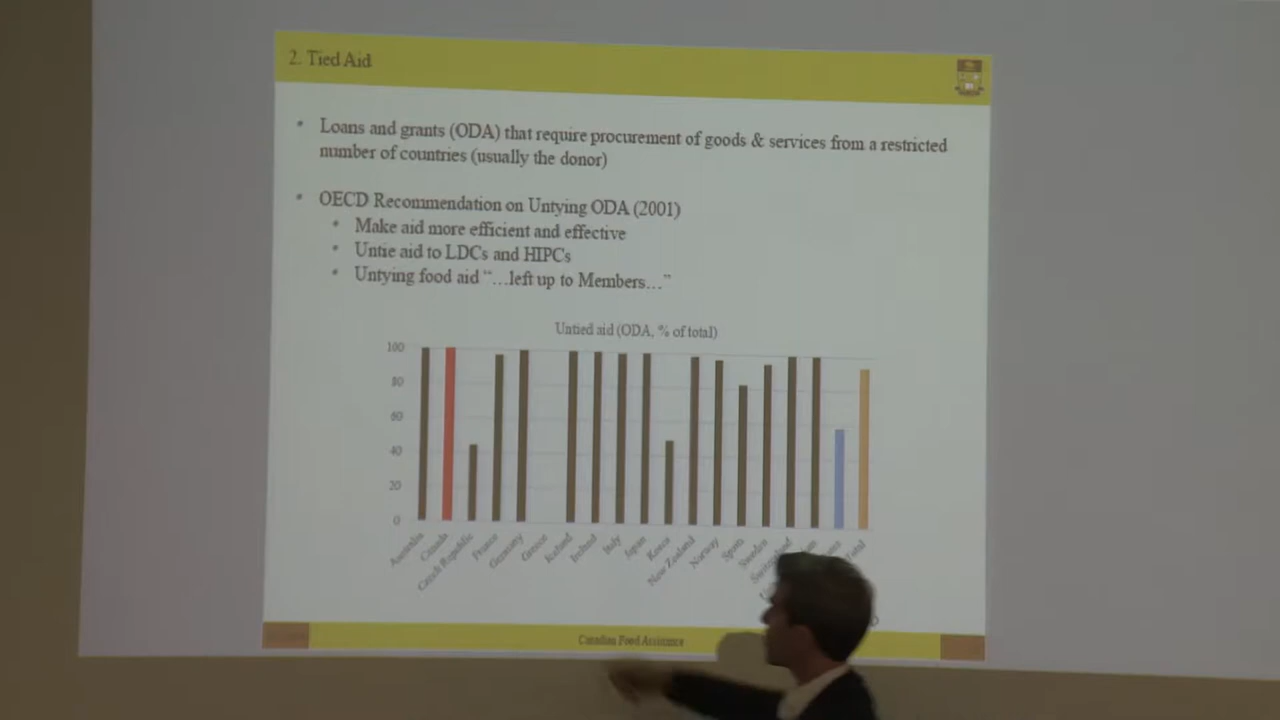 2. Tied Aid
• Loans and grants (ODA) that require procurement of goods & services from a restricted
number of countries (usually the donor)
• OECD Recommendation on Untying ODA (2001)
• Make aid more efficient and effective
• Untie aid to LDCs and HIPCs
• Untying food aid “…left up to Members…”
Untied aid (ODA, % of total)
100
80
60
40
20
0
Australia
Canada
Czech Republic
France
Germany
Greece
Iceland
Ireland
Italy
Japan
Korea
New Zealand
Norway
Spain
Sweden
Total
Canadian Food Assistance